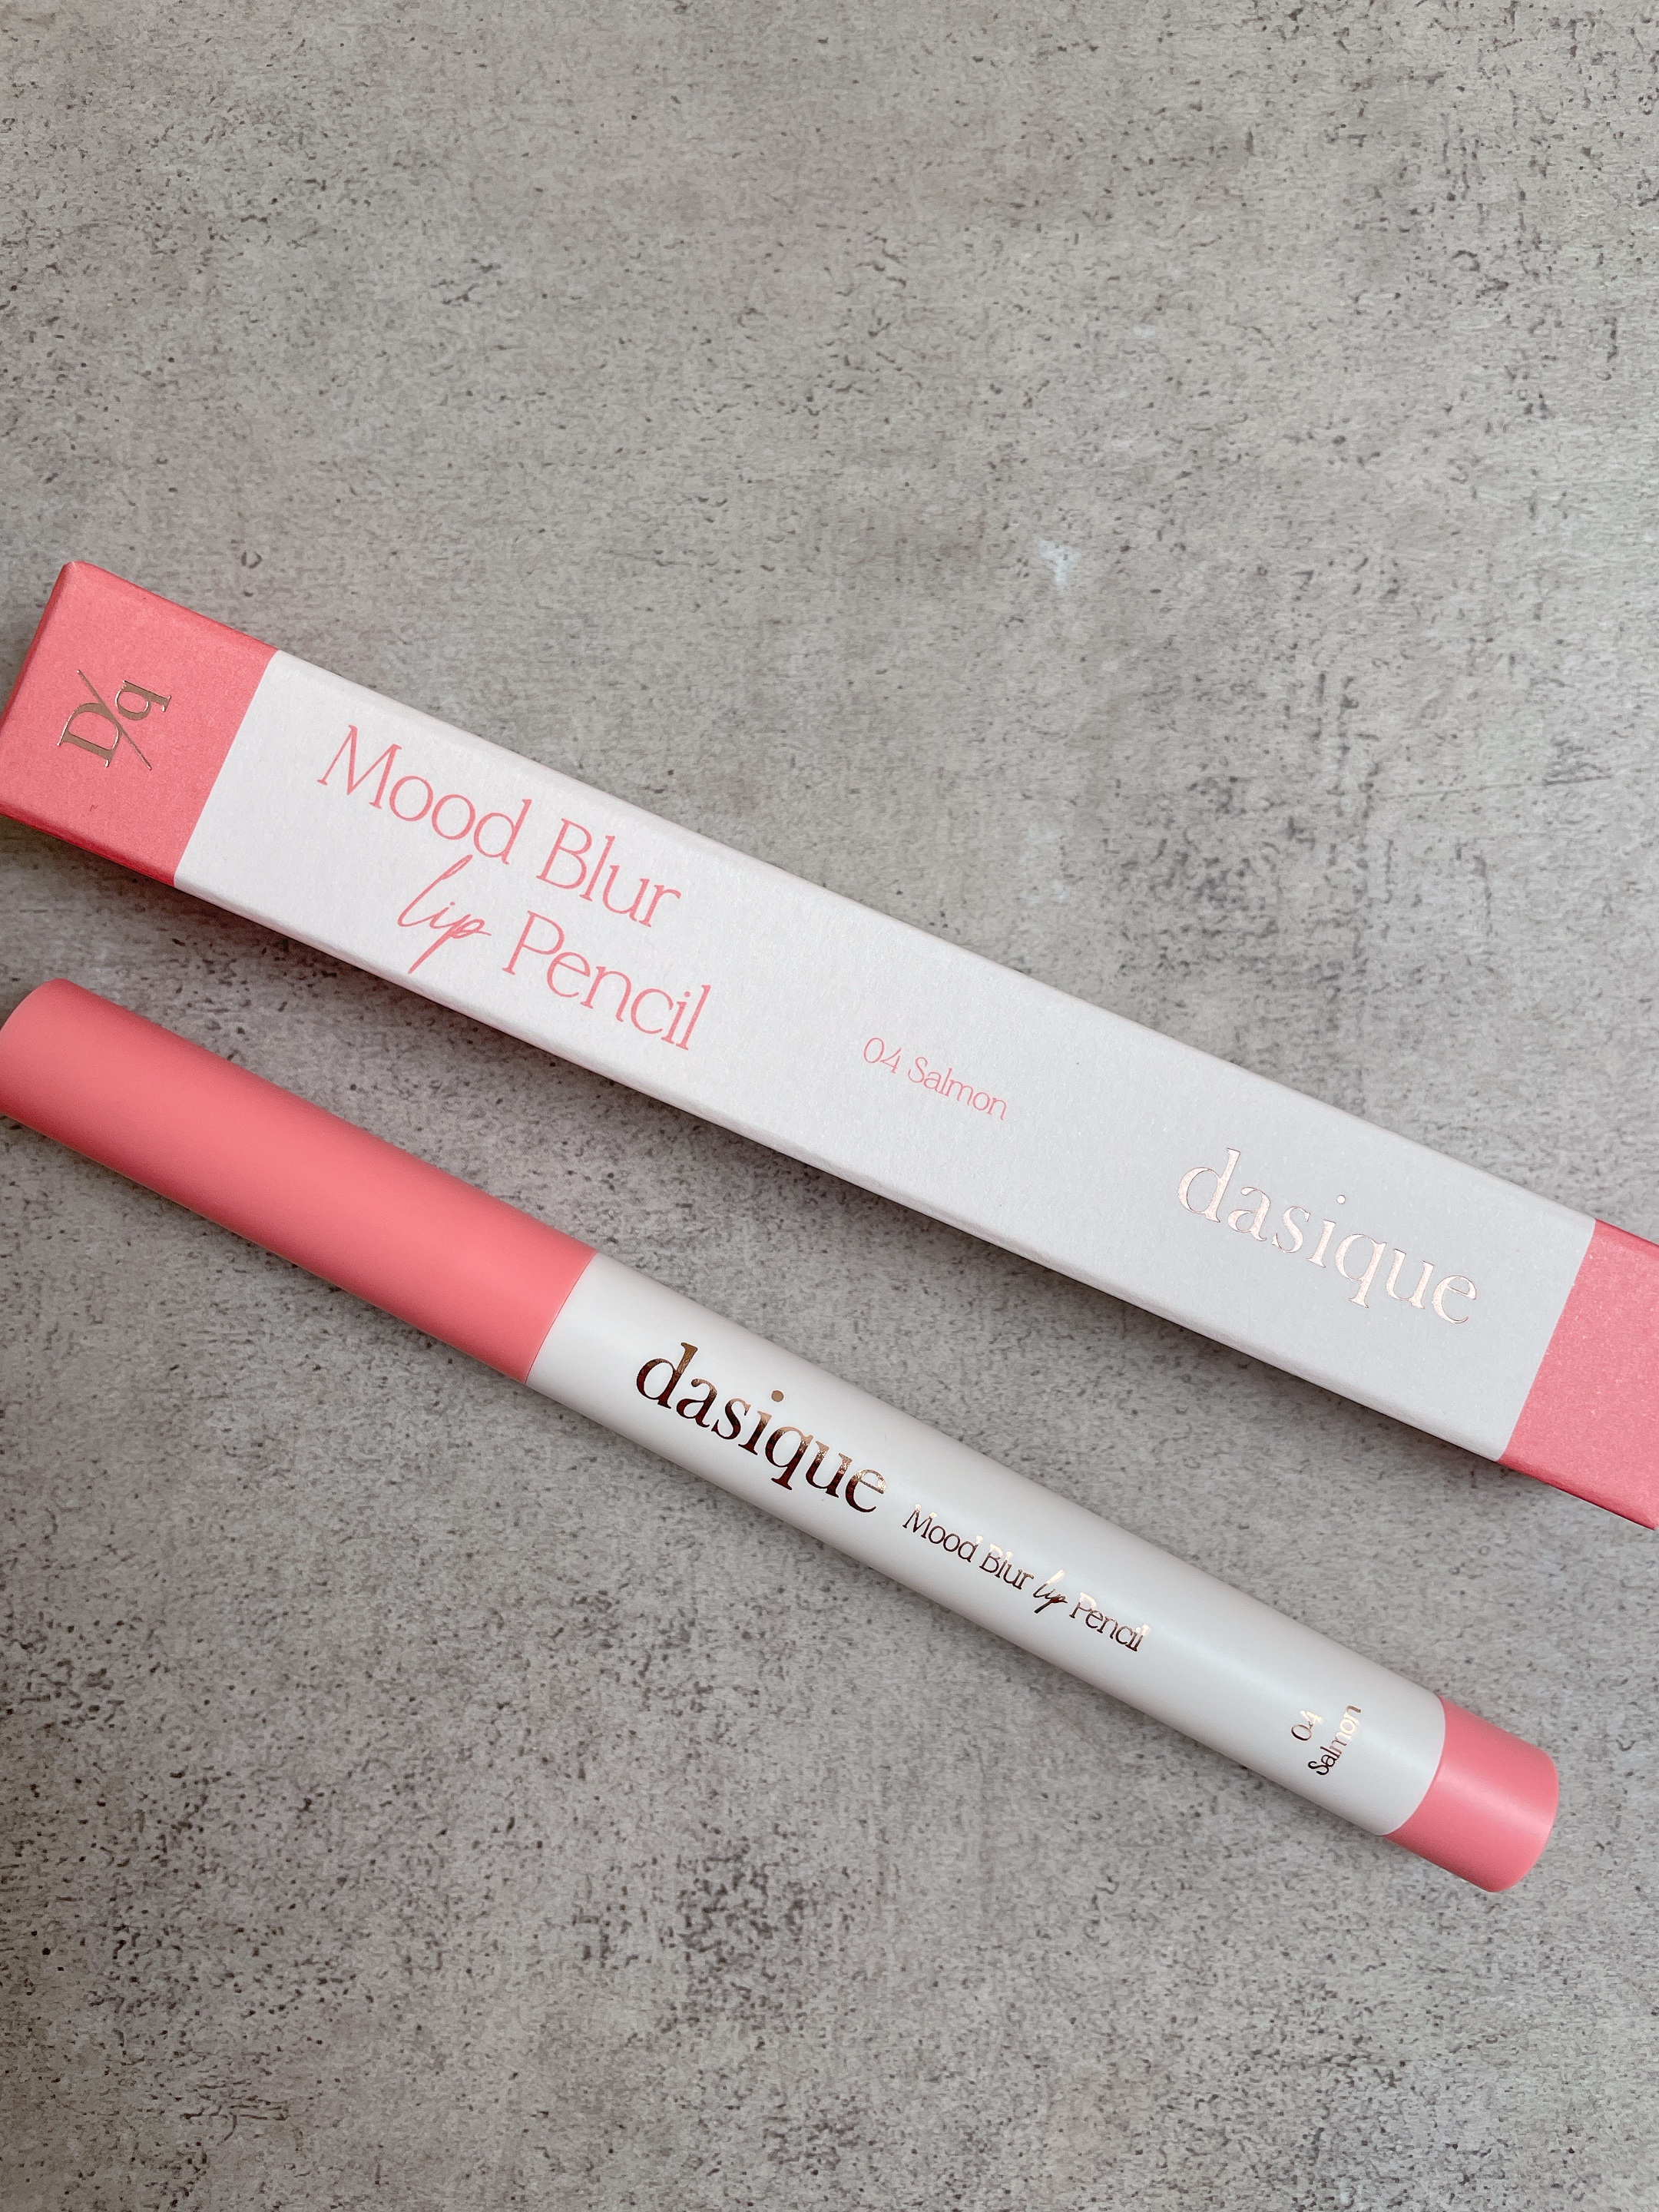 D/q
Mood Blur
lip Pencil
04 Salmon
dasique
dasique
Mood Blur lip Pencil
04
Salmon